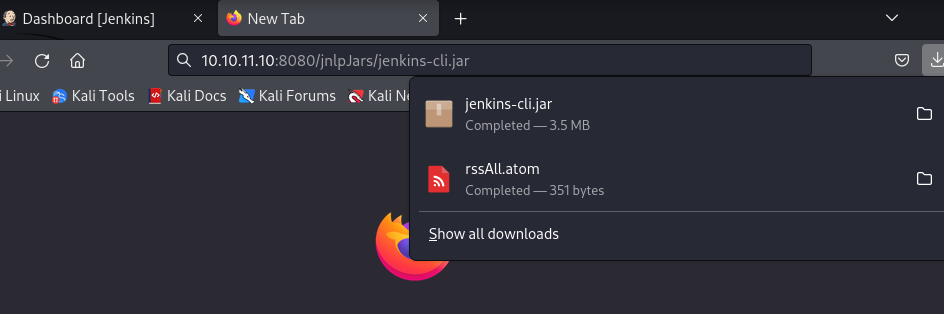 Dashboard [Jenkins]
New Tab
10.10.11.10:8080/jnlpJars/jenkins-cli.jar
i Linux
Kali Tools
Kali Docs
Kali Forums
Kali Ne
jenkins-cli.jar
Completed — 3.5 MB
rssAll.atom
Completed — 351 bytes
Show all downloads